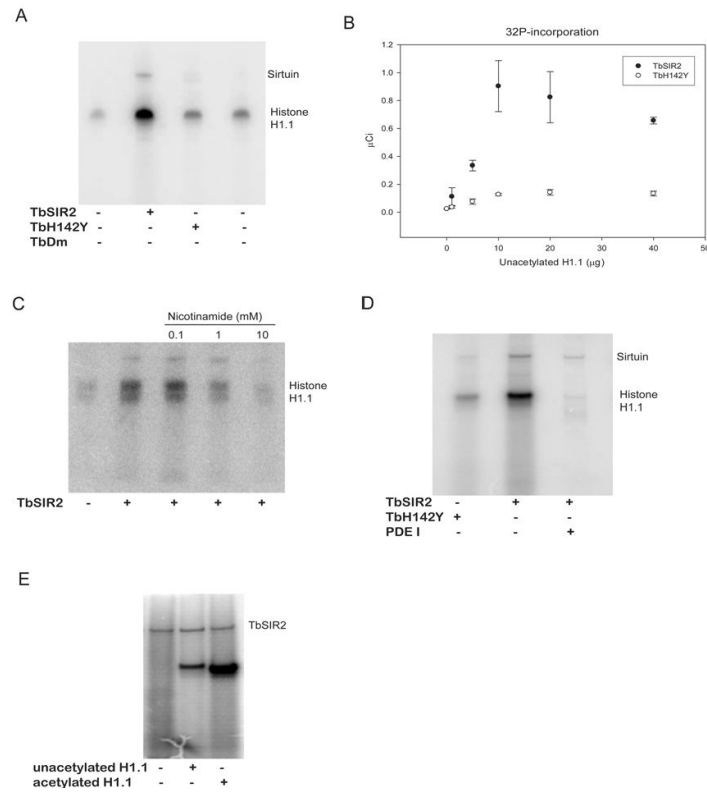 A
Sirtuin
Histone
H1.1
TbSIR2 - + - -
TbH142Y - - + -
TbDm - - - -
B
32P-incorporation
TbSIR2
TbH142Y
μCi
1.2
1.0
0.8
0.6
0.4
0.2
0.0
0 10 20 30 40 50
Unacetylated H1.1 (μg)
C
Nicotinamide (mM)
0.1 1 10
Histone
H1.1
TbSIR2 - + + + +
D
Sirtuin
Histone
H1.1
TbSIR2 - + +
TbH142Y + - -
PDE I - - +
E
TbSIR2
unacetylated H1.1 - + -
acetylated H1.1 - - +